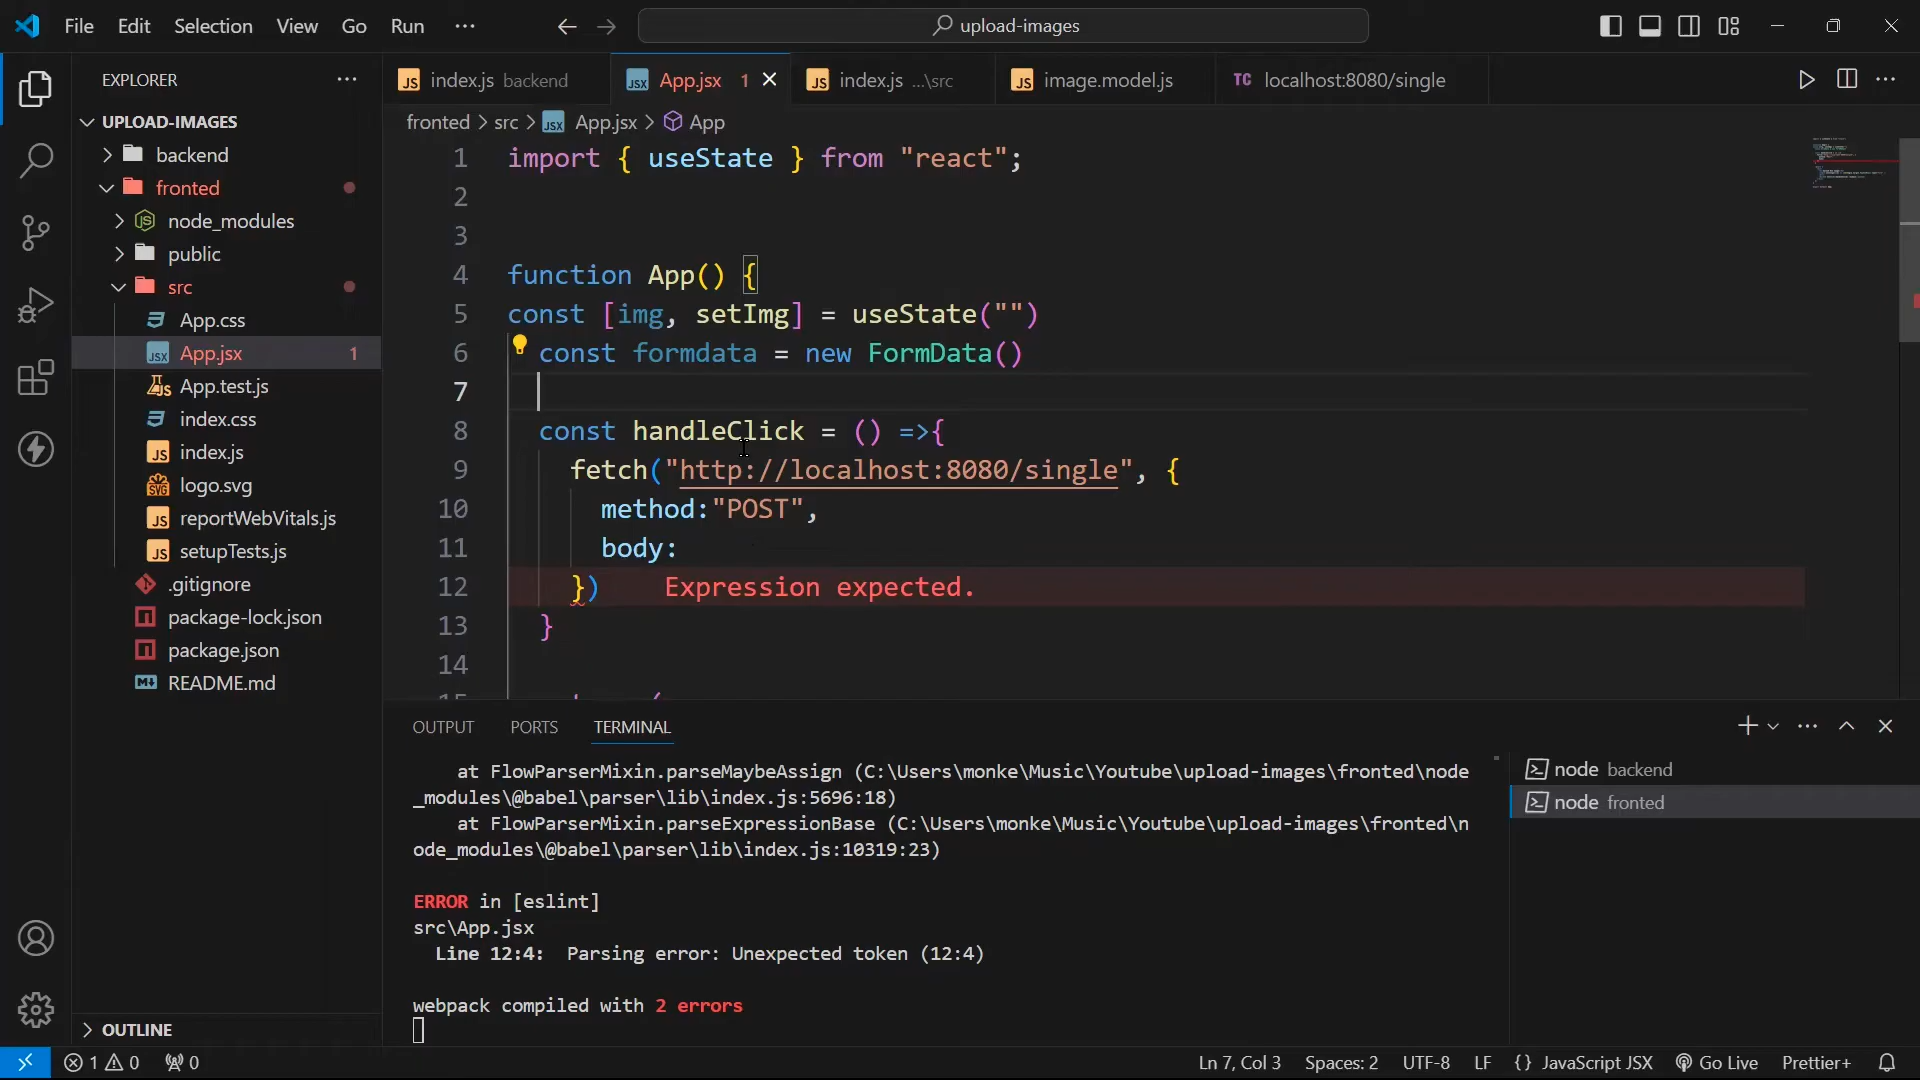 File Edit Selection View Go Run ··· upload-images
EXPLORER ···
index.js backend App.jsx 1 index.js ...\src image.model.js TC localhost:8080/single
fronted > src > App.jsx > App
UPLOAD-IMAGES
backend
fronted
node_modules
public
src
App.css
App.jsx 1
App.test.js
index.css
index.js
logo.svg
reportWebVitals.js
setupTests.js
.gitignore
package-lock.json
package.json
README.md
OUTLINE
1 import { useState } from "react";
2
3
4 function App() {
5 const [img, setImg] = useState("")
6 const formdata = new FormData()
7
8 const handleClick = () =>{
9 fetch("http://localhost:8080/single", {
10 method:"POST",
11 body:
12 }) Expression expected.
13 }
14
OUTPUT PORTS TERMINAL
at FlowParserMixin.parseMaybeAssign (C:\Users\monke\Music\Youtube\upload-images\fronted\node
_modules\@babel\parser\lib\index.js:5696:18)
at FlowParserMixin.parseExpressionBase (C:\Users\monke\Music\Youtube\upload-images\fronted\n
ode_modules\@babel\parser\lib\index.js:10319:23)
ERROR in [eslint]
src\App.jsx
Line 12:4: Parsing error: Unexpected token (12:4)
webpack compiled with 2 errors
node backend
node fronted
1 0 0 Ln 7, Col 3 Spaces: 2 UTF-8 LF {} JavaScript JSX Go Live Prettier+